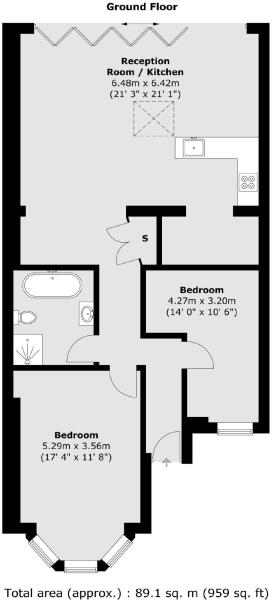 Ground Floor
Reception
Room / Kitchen
6.48m x 6.42m
(21' 3" x 21' 1")
S
Bedroom
4.27m x 3.20m
(14' 0" x 10' 6")
Bedroom
5.29m x 3.56m
(17' 4" x 11' 8")
Total area (approx.) : 89.1 sq. m (959 sq. ft)